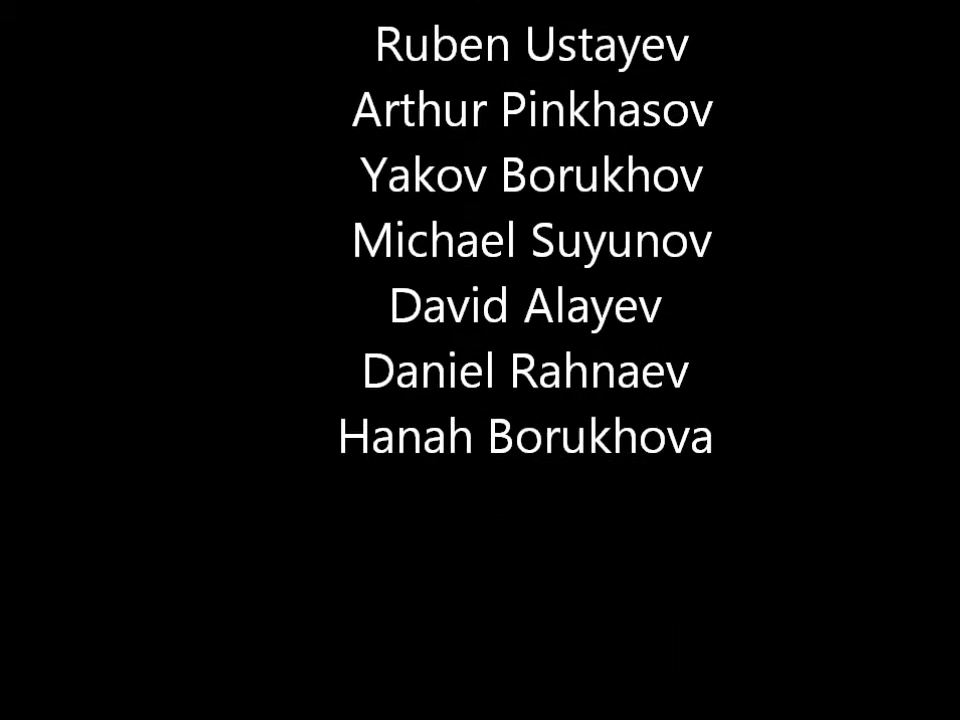 Ruben Ustayev
Arthur Pinkhasov
Yakov Borukhov
Michael Suyunov
David Alayev
Daniel Rahnaev
Hanah Borukhova